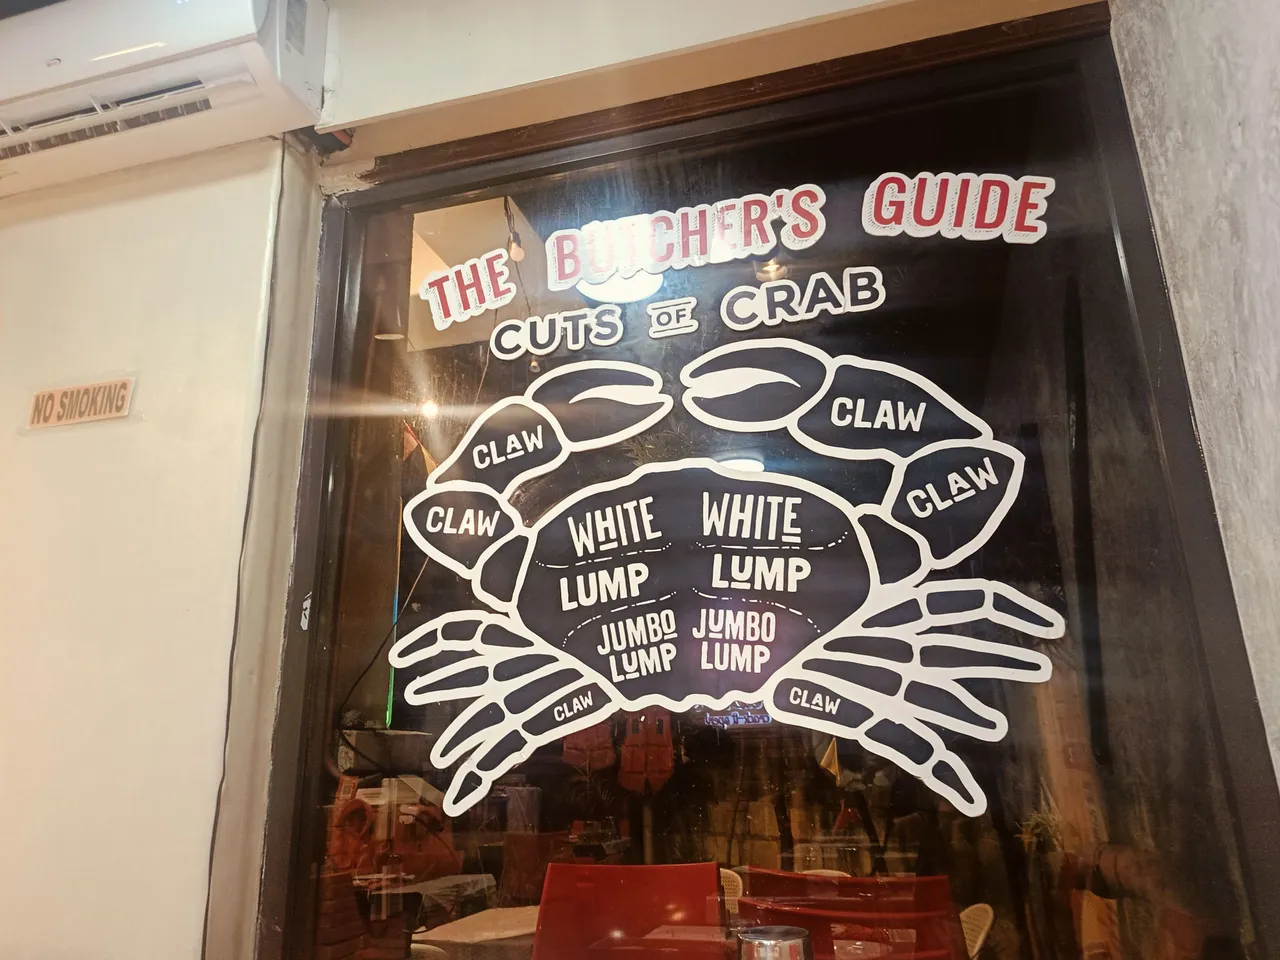 THE BUTCHER'S GUIDE
CUTS OF CRAB
NO SMOKING
CLAW
CLAW
CLAW
CLAW
WHITE
WHITE
LUMP
LUMP
JUMBO
LUMP
JUMBO
LUMP
CLAW
CLAW